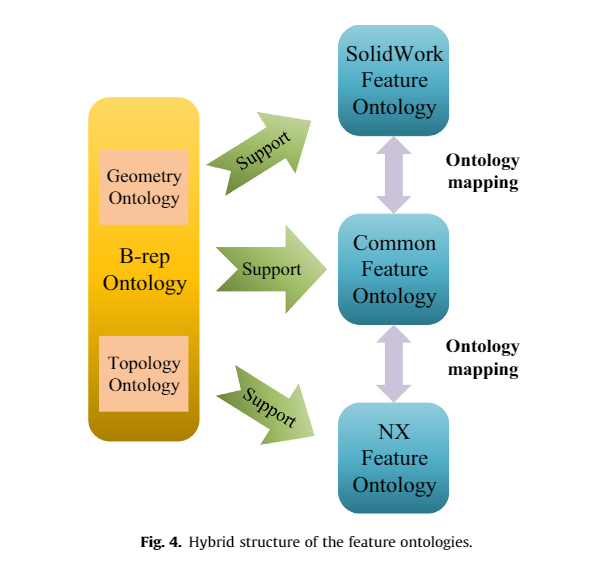 SolidWork
Feature
Ontology
Support
Ontology
mapping
Geometry
Ontology
B-rep
Ontology
Support
Common
Feature
Ontology
Topology
Ontology
Support
Ontology
mapping
NX
Feature
Ontology
Fig. 4. Hybrid structure of the feature ontologies.